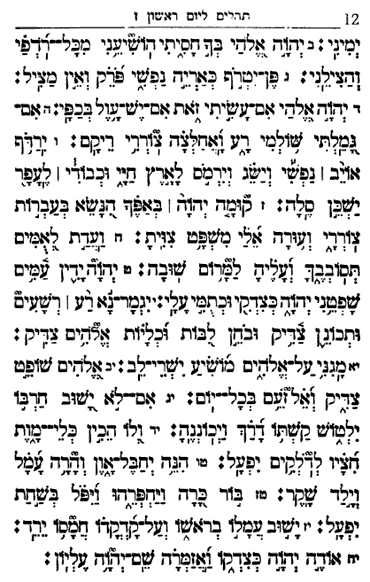 12 תהלים ליום ראשון ז
יְמִינִי: ב יְהֹוָה אֱלֹהַי בְּךָ חָסִיתִי הוֹשִׁיעֵנִי מִכָּל־רֹדְפַי
וְהַצִּילֵנִי: ג פֶּן־יִטְרֹף כְּאַרְיֵה נַפְשִׁי פֹּרֵק וְאֵין מַצִּיל:
ד יְהֹוָה אֱלֹהַי אִם־עָשִׂיתִי זֹאת אִם־יֶשׁ־עָוֶל בְּכַפָּי: ה אִם־
גָּמַלְתִּי שׁוֹלְמִי רָע וָאֲחַלְּצָה צוֹרְרִי רֵיקָם: ו יִרַדֹּף
אוֹיֵב | נַפְשִׁי וְיַשֵּׂג וְיִרְמֹס לָאָרֶץ חַיָּי וּכְבוֹדִי | לֶעָפָר
יַשְׁכֵּן סֶלָה: ז קוּמָה יְהֹוָה | בְּאַפֶּךָ הִנָּשֵׂא בְּעַבְרוֹת
צוֹרְרָי וְעוּרָה אֵלַי מִשְׁפָּט צִוִּיתָ: ח וַעֲדַת לְאֻמִּים
תְּסוֹבְבֶךָּ וְעָלֶיהָ לַמָּרוֹם שׁוּבָה: ט יְהֹוָה יָדִין עַמִּים
שָׁפְטֵנִי יְהֹוָה כְּצִדְקִי וּכְתֻמִּי עָלָי: י יִגְמָר־נָא רַע | רְשָׁעִים
וּתְכוֹנֵן צַדִּיק וּבֹחֵן לִבּוֹת וּכְלָיוֹת אֱלֹהִים צַדִּיק:
יא מָגִנִּי עַל־אֱלֹהִים מוֹשִׁיעַ יִשְׁרֵי־לֵב: יב אֱלֹהִים שׁוֹפֵט
צַדִּיק וְאֵל זֹעֵם בְּכָל־יוֹם: יג אִם־לֹא יָשׁוּב חַרְבּוֹ
יִלְטוֹשׁ קַשְׁתּוֹ דָרַךְ וַיְכוֹנְנֶהָ: יד וְלוֹ הֵכִין כְּלֵי־מָוֶת
חִצָּיו לְדֹלְקִים יִפְעָל: טו הִנֵּה יְחַבֶּל־אָוֶן וְהָרָה עָמָל
וְיָלַד שָׁקֶר: טז בּוֹר כָּרָה וַיַּחְפְּרֵהוּ וַיִּפֹּל בְּשַׁחַת
יִפְעָל: יז יָשׁוּב עֲמָלוֹ בְרֹאשׁוֹ וְעַל־קָדְקֳדוֹ חֲמָסוֹ יֵרֵד:
יח אוֹדֶה יְהֹוָה כְּצִדְקוֹ וַאֲזַמְּרָה שֵׁם־יְהֹוָה עֶלְיוֹן: